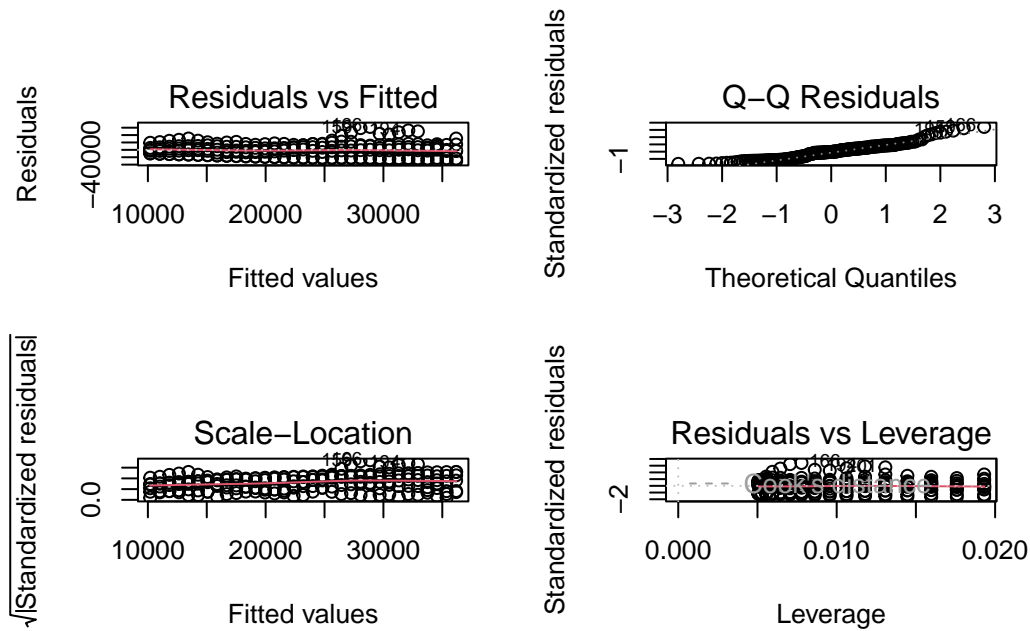 Residuals vs Fitted
Residuals
−40000
10000 20000 30000
Fitted values
Q−Q Residuals
Standardized residuals
−1
−3 −2 −1 0 1 2 3
Theoretical Quantiles
Scale−Location
√|Standardized residuals|
0.0
10000 20000 30000
Fitted values
Residuals vs Leverage
Standardized residuals
−2
Cook's distance
0.000 0.010 0.020
Leverage